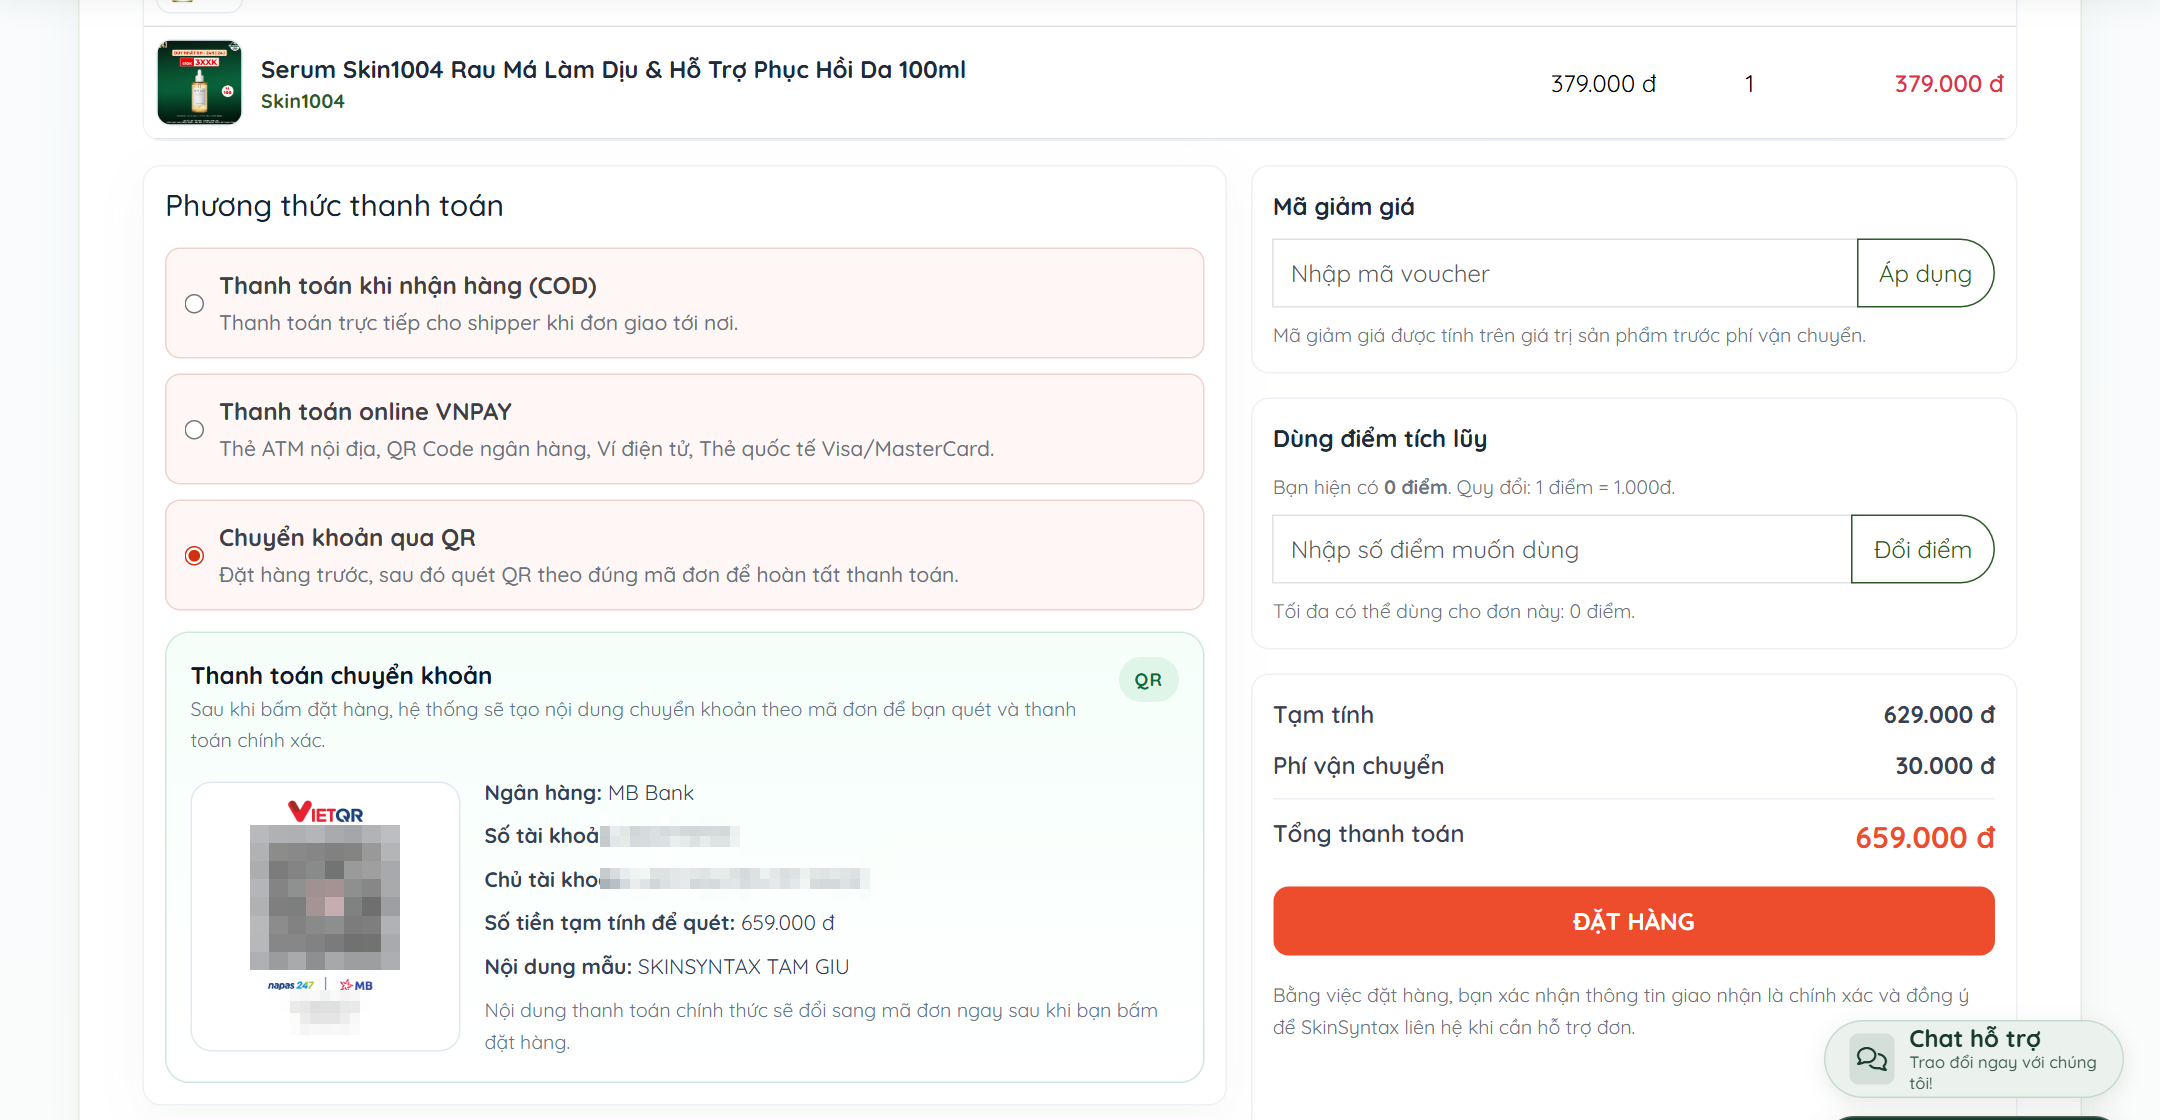 Serum Skin1004 Rau Má Làm Dịu & Hỗ Trợ Phục Hồi Da 100ml
Skin1004
379.000 đ
1
379.000 đ
Phương thức thanh toán
Thanh toán khi nhận hàng (COD)
Thanh toán trực tiếp cho shipper khi đơn giao tới nơi.
Thanh toán online VNPAY
Thẻ ATM nội địa, QR Code ngân hàng, Ví điện tử, Thẻ quốc tế Visa/MasterCard.
Chuyển khoản qua QR
Đặt hàng trước, sau đó quét QR theo đúng mã đơn để hoàn tất thanh toán.
Thanh toán chuyển khoản
QR
Sau khi bấm đặt hàng, hệ thống sẽ tạo nội dung chuyển khoản theo mã đơn để bạn quét và thanh
toán chính xác.
VIETQR
napas 247 | MB
Ngân hàng: MB Bank
Số tài khoả
Chủ tài kho
Số tiền tạm tính để quét: 659.000 đ
Nội dung mẫu: SKINSYNTAX TAM GIU
Nội dung thanh toán chính thức sẽ đổi sang mã đơn ngay sau khi bạn bấm
đặt hàng.
Mã giảm giá
Nhập mã voucher
Áp dụng
Mã giảm giá được tính trên giá trị sản phẩm trước phí vận chuyển.
Dùng điểm tích lũy
Bạn hiện có 0 điểm. Quy đổi: 1 điểm = 1.000đ.
Nhập số điểm muốn dùng
Đổi điểm
Tối đa có thể dùng cho đơn này: 0 điểm.
Tạm tính
629.000 đ
Phí vận chuyển
30.000 đ
Tổng thanh toán
659.000 đ
ĐẶT HÀNG
Bằng việc đặt hàng, bạn xác nhận thông tin giao nhận là chính xác và đồng ý
để SkinSyntax liên hệ khi cần hỗ trợ đơn.
Chat hỗ trợ
Trao đổi ngay với chúng
tôi!